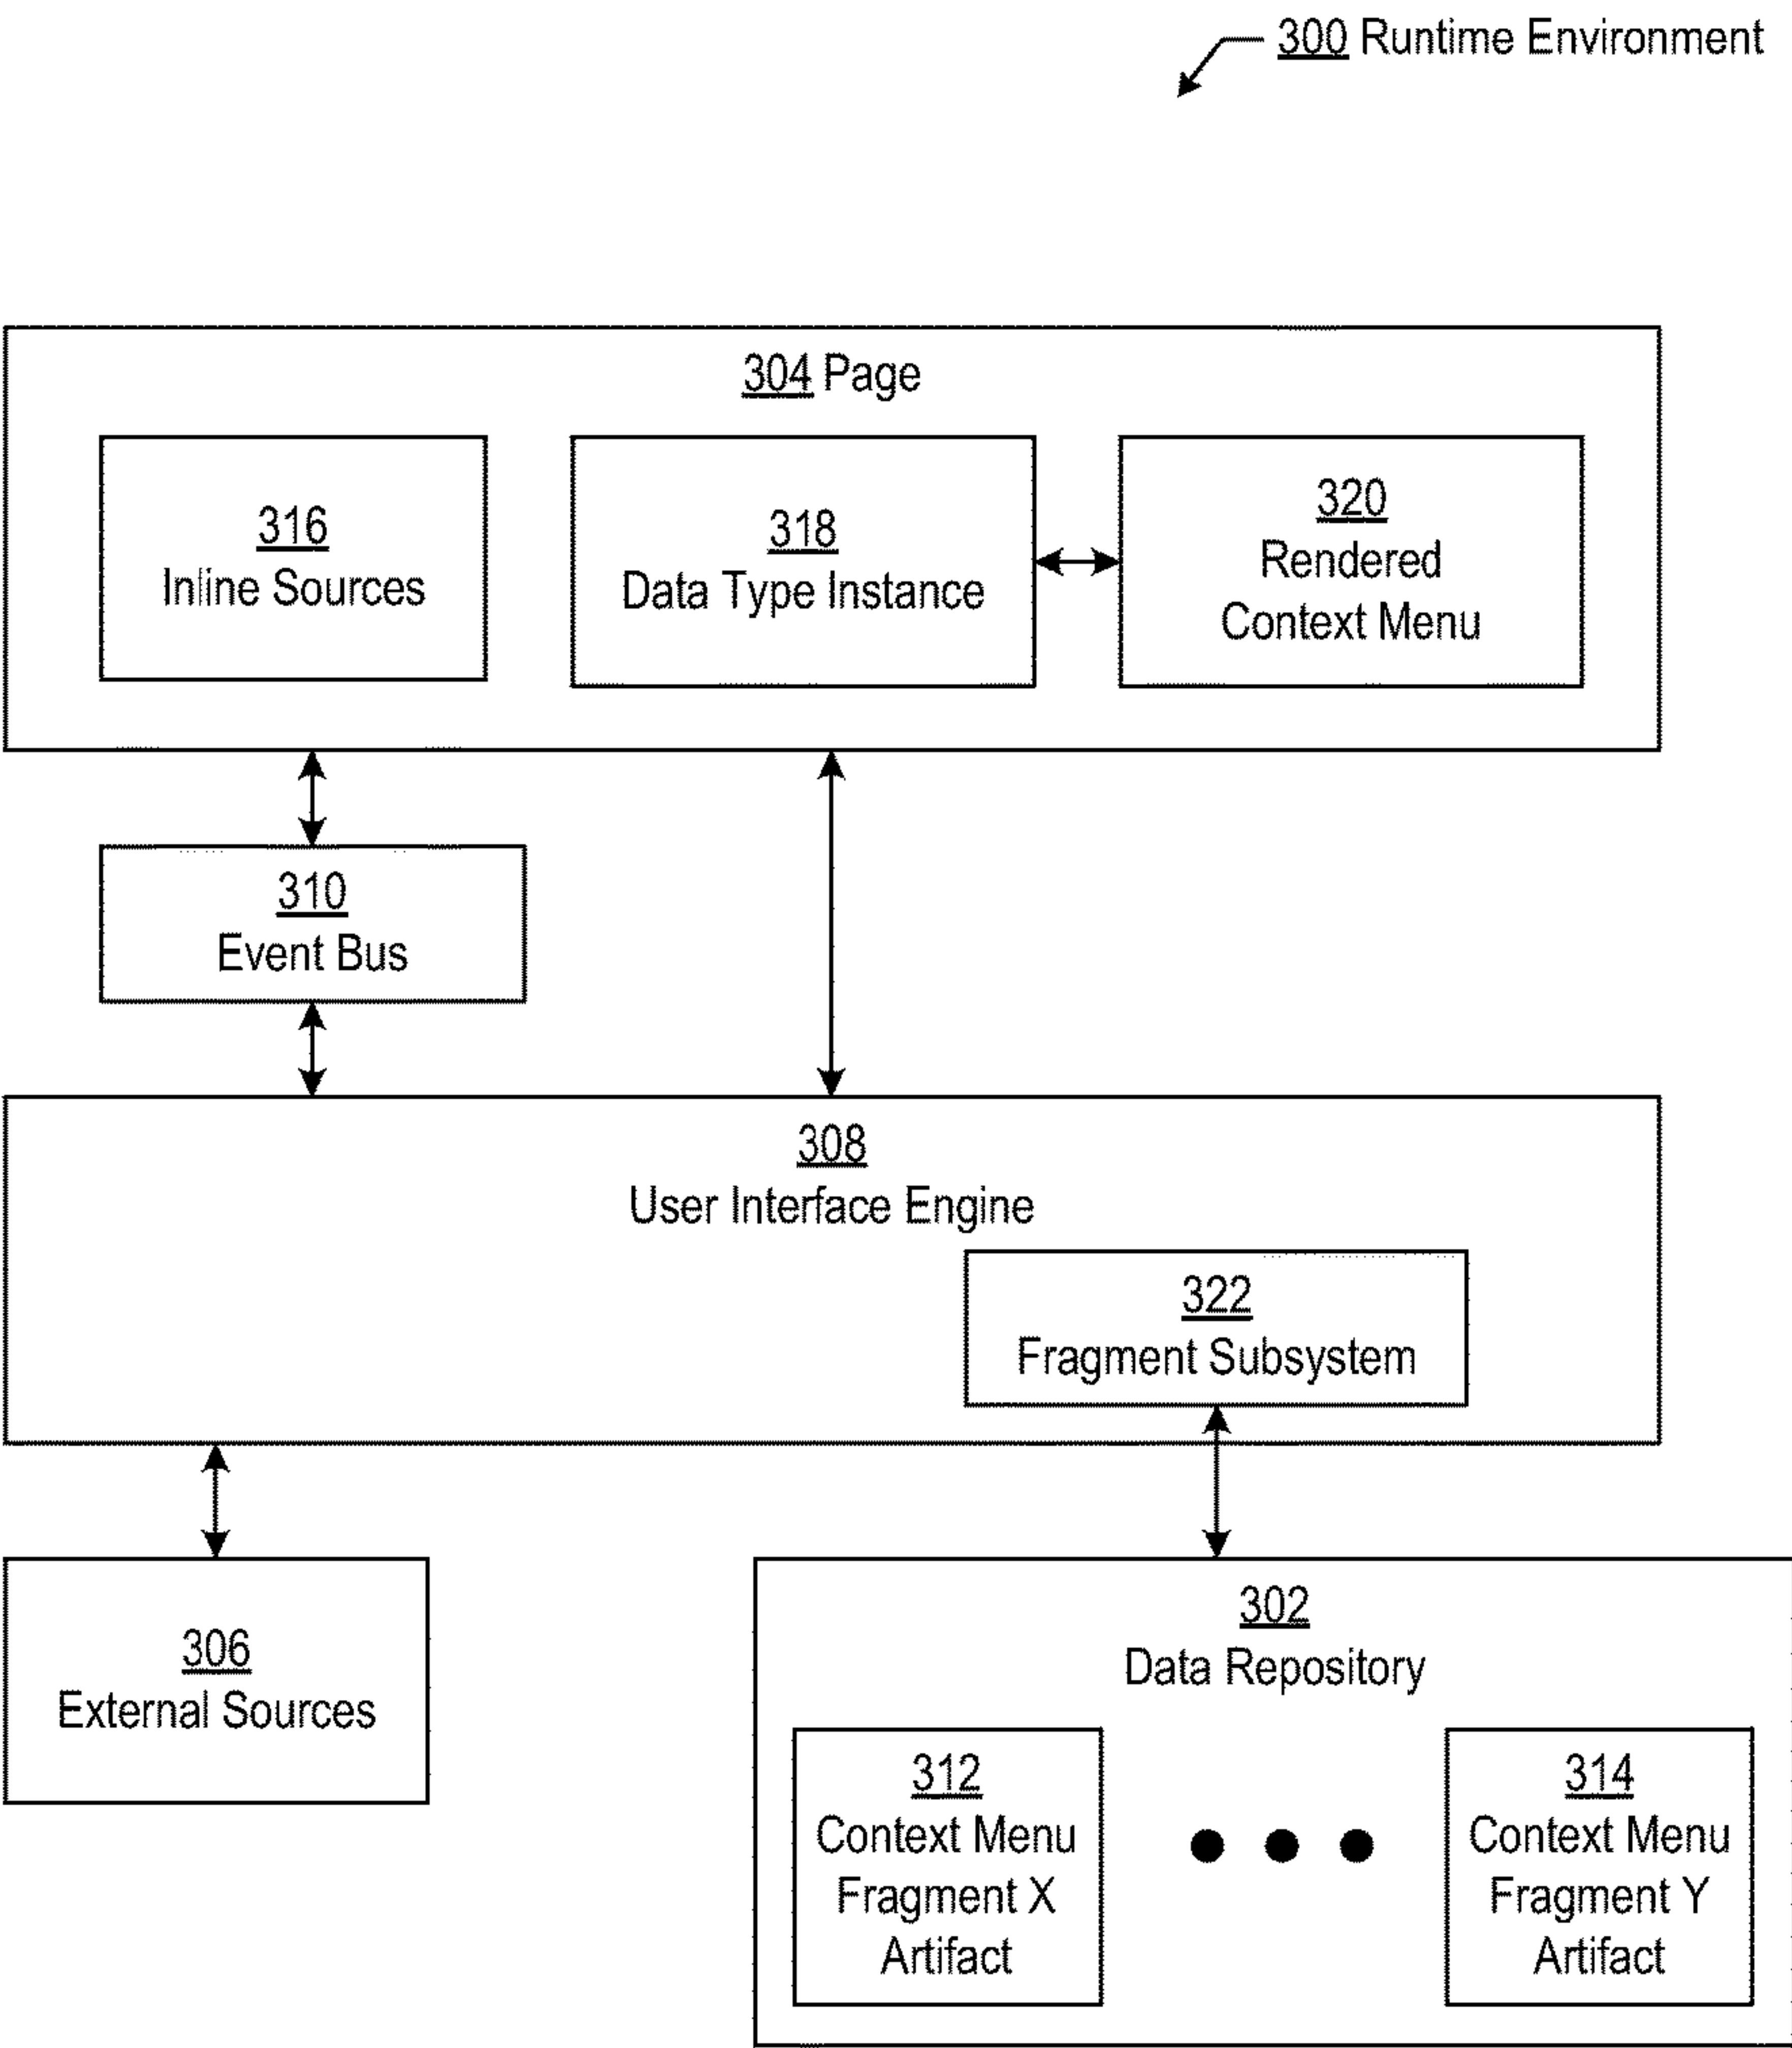 300 Runtime Environment
304 Page
316
Inline Sources
318
Data Type Instance
320
Rendered
Context Menu
310
Event Bus
308
User Interface Engine
322
Fragment Subsystem
306
External Sources
302
Data Repository
312
Context Menu
Fragment X
Artifact
314
Context Menu
Fragment Y
Artifact